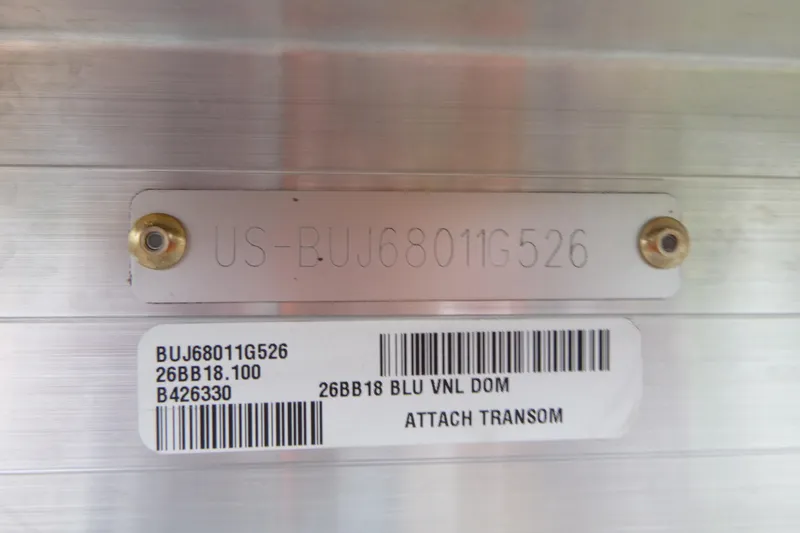 US-BUJ68011G526
BUJ68011G526
26BB18.100
B426330
26BB18 BLU VNL DOM
ATTACH TRANSOM